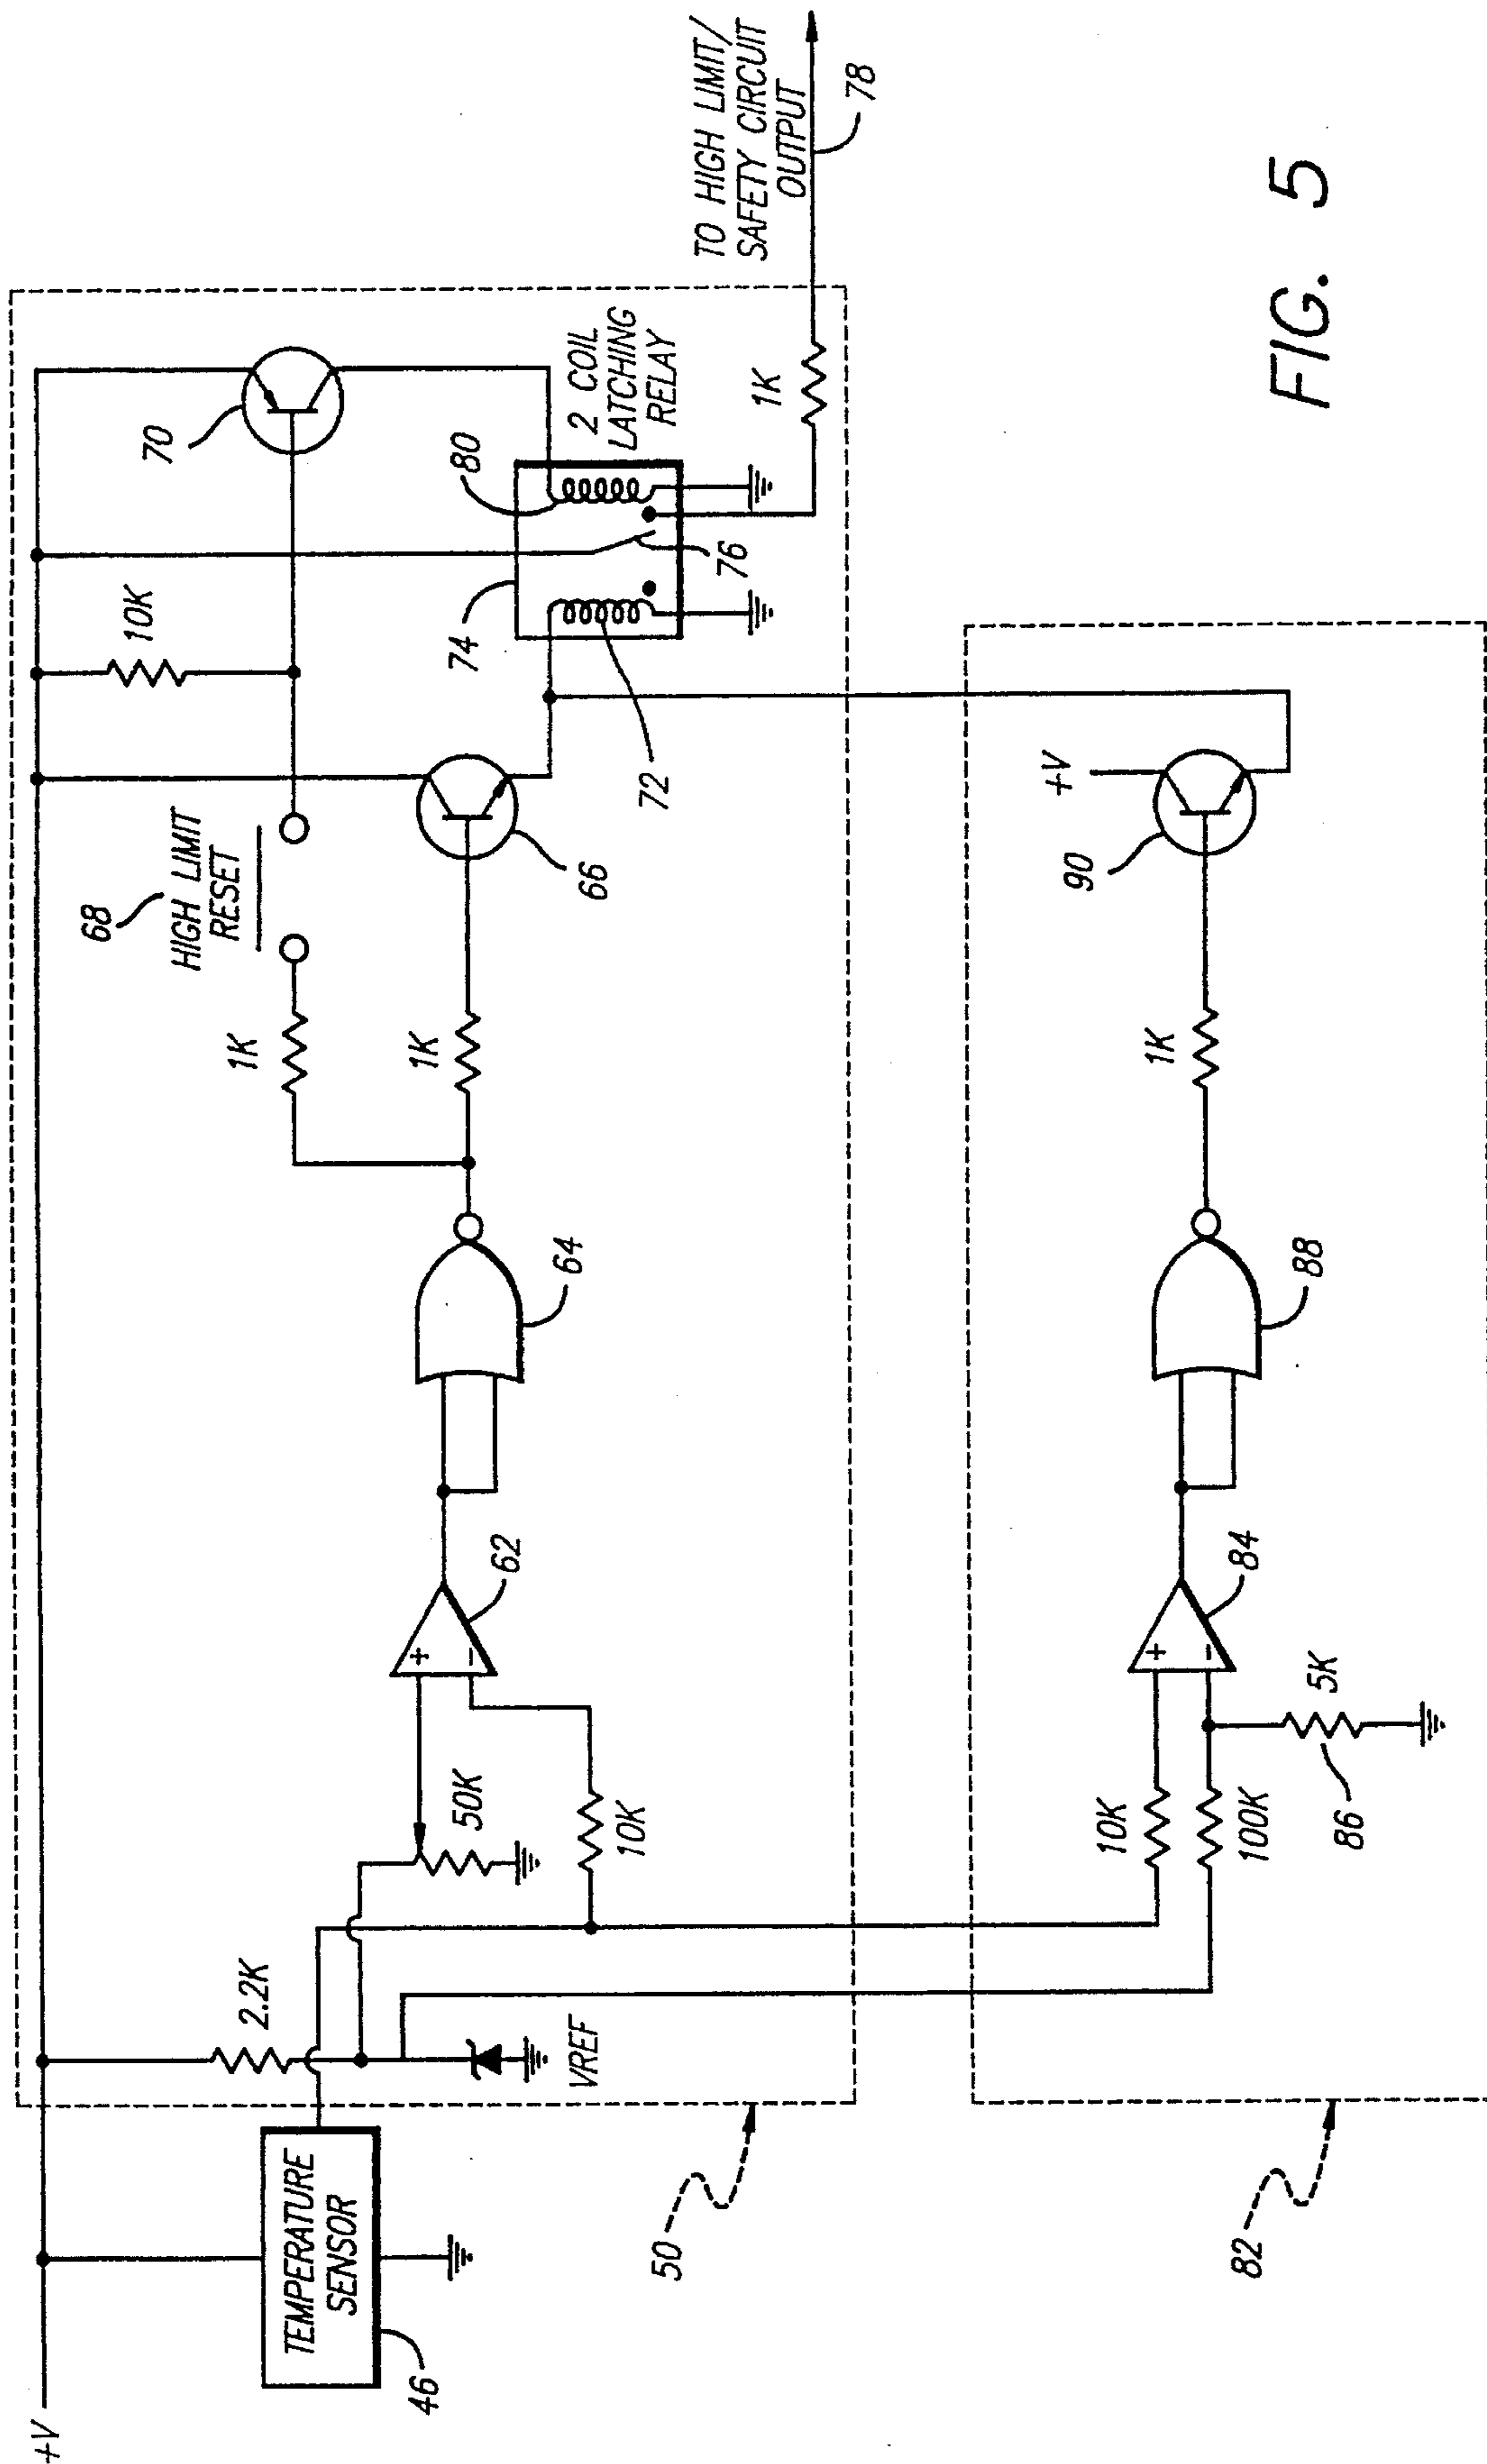 +V
TEMPERATURE
SENSOR
46
2.2K
VREF
50K
10K
62
64
1K
1K
68
HIGH LIMIT
RESET
66
10K
70
72
74
76
80
2 COIL
LATCHING
RELAY
1K
TO HIGH LIMIT/
SAFETY CIRCUIT
OUTPUT
78
50
82
10K
100K
86
5K
+
-
+
-
84
88
1K
90
+V
FIG. 5